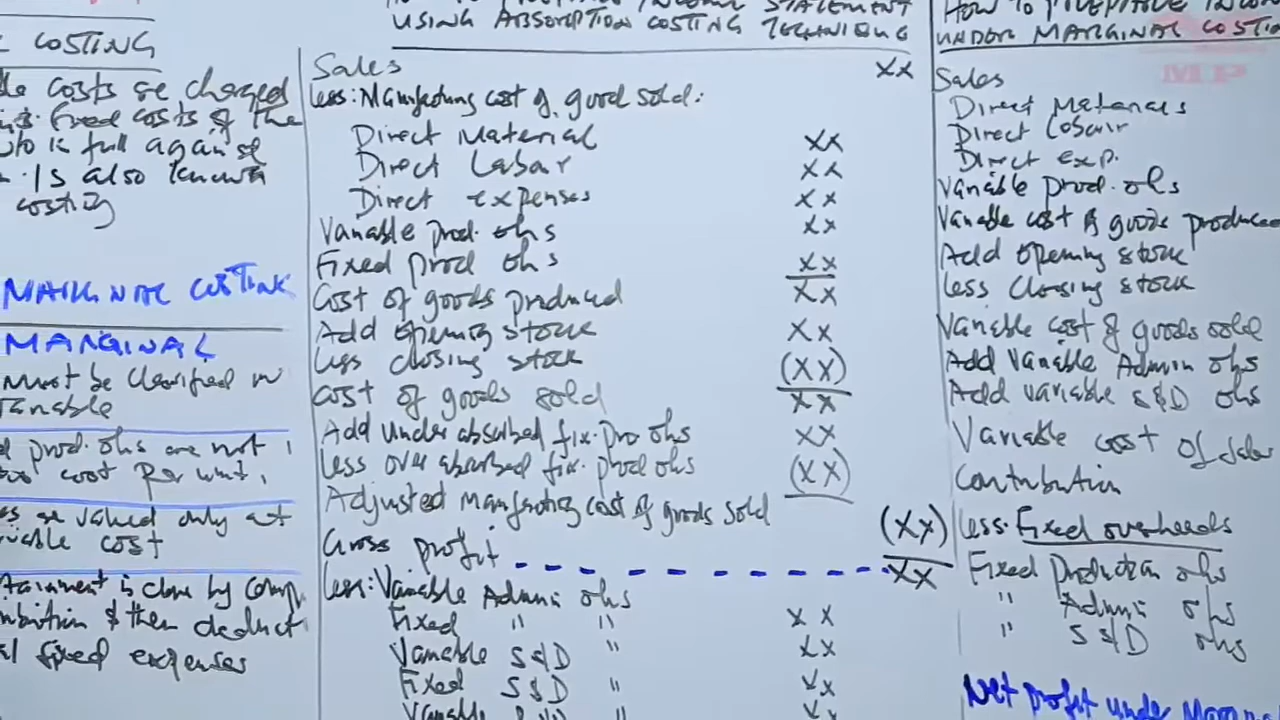 COSTING
costs are charged
Fixed costs of the
in full against
Is also known
costing
MARGINAL COSTING
MARGINAL
Must be Classified in
Variable
prod. ohs are not i
cost Per unit,
valued only at
cost
is done by comp
& then deduct
fixed expenses
INCOME STATEMENT
USING ABSORPTION COSTING TECHNIQUE
Sales xx
less: Manufacturing cost of good sold:
Direct Material xx
Direct Labour xx
Direct expenses xx
Variable prod. ohs xx
Fixed prod ohs xx
Cost of goods produced xx
Add opening stock xx
less closing stock (xx)
Cost of goods sold xx
Add under absorbed fix. pro ohs xx
less over absorbed fix. prod ohs (xx)
Adjusted Manufacturing cost of goods sold (xx)
Gross profit xx
less: Variable Admin ohs xx
Fixed " " xx
Variable S&D " xx
Fixed S&D " xx
Variable
HOW TO
UNDER MARGINAL COSTIN
MP
Sales
Direct Materials
Direct Labour
Direct exp.
Variable prod. ohs
Variable cost of goods produced
Add opening stock
less Closing stock
Variable cost of goods sold
Add Variable Admin ohs
Add variable S&D ohs
Variable cost of Sales
Contribution
less: Fixed overheads
Fixed Production ohs
" Admin ohs
" S&D ohs
Net profit under